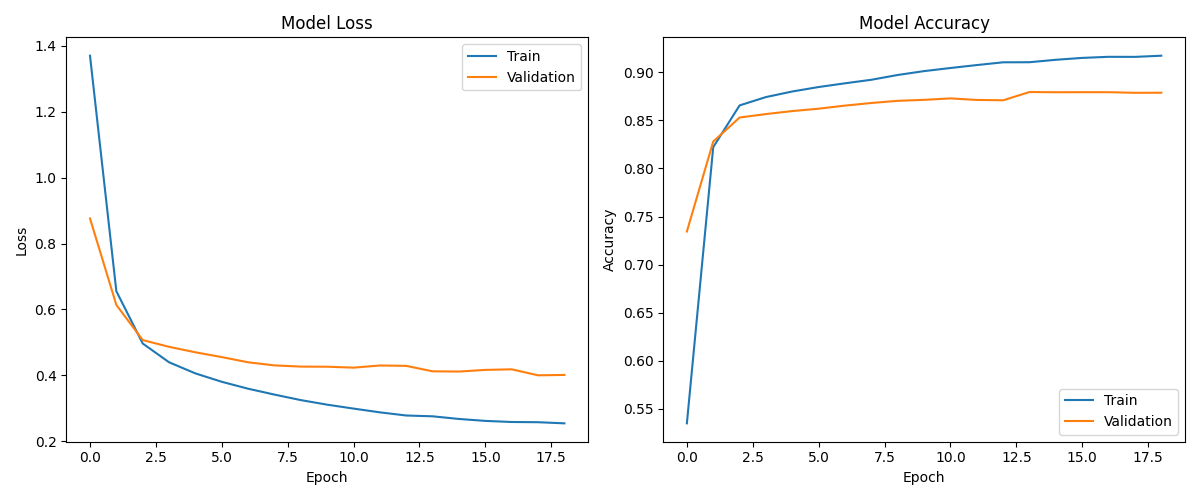 Model Loss
1.4
1.2
1.0
0.8
0.6
0.4
0.2
Loss
0.0 2.5 5.0 7.5 10.0 12.5 15.0 17.5
Epoch
Train
Validation
Model Accuracy
0.90
0.85
0.80
0.75
0.70
0.65
0.60
0.55
Accuracy
0.0 2.5 5.0 7.5 10.0 12.5 15.0 17.5
Epoch
Train
Validation